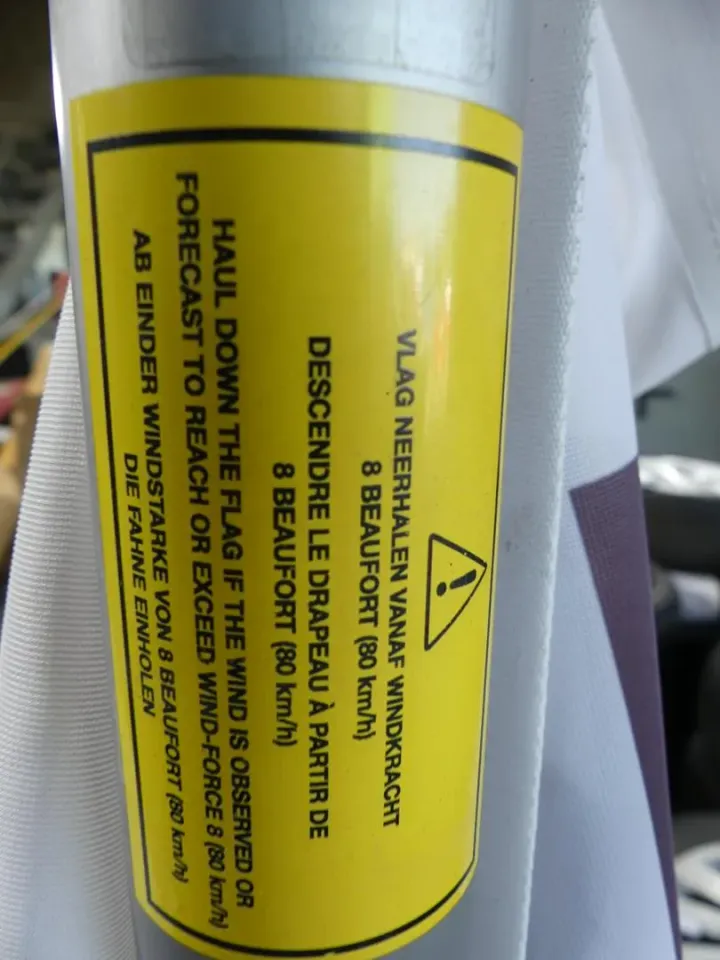 VLAG NEERHALEN VANAF WINDKRACHT
8 BEAUFORT (80 km/h)
DESCENDRE LE DRAPEAU À PARTIR DE
8 BEAUFORT (80 km/h)
HAUL DOWN THE FLAG IF THE WIND IS OBSERVED OR
FORECAST TO REACH OR EXCEED WIND-FORCE 8 (80 km/h)
AB EINDER WINDSTARKE VON 8 BEAUFORT (80 km/h)
DIE FAHNE EINHOLEN